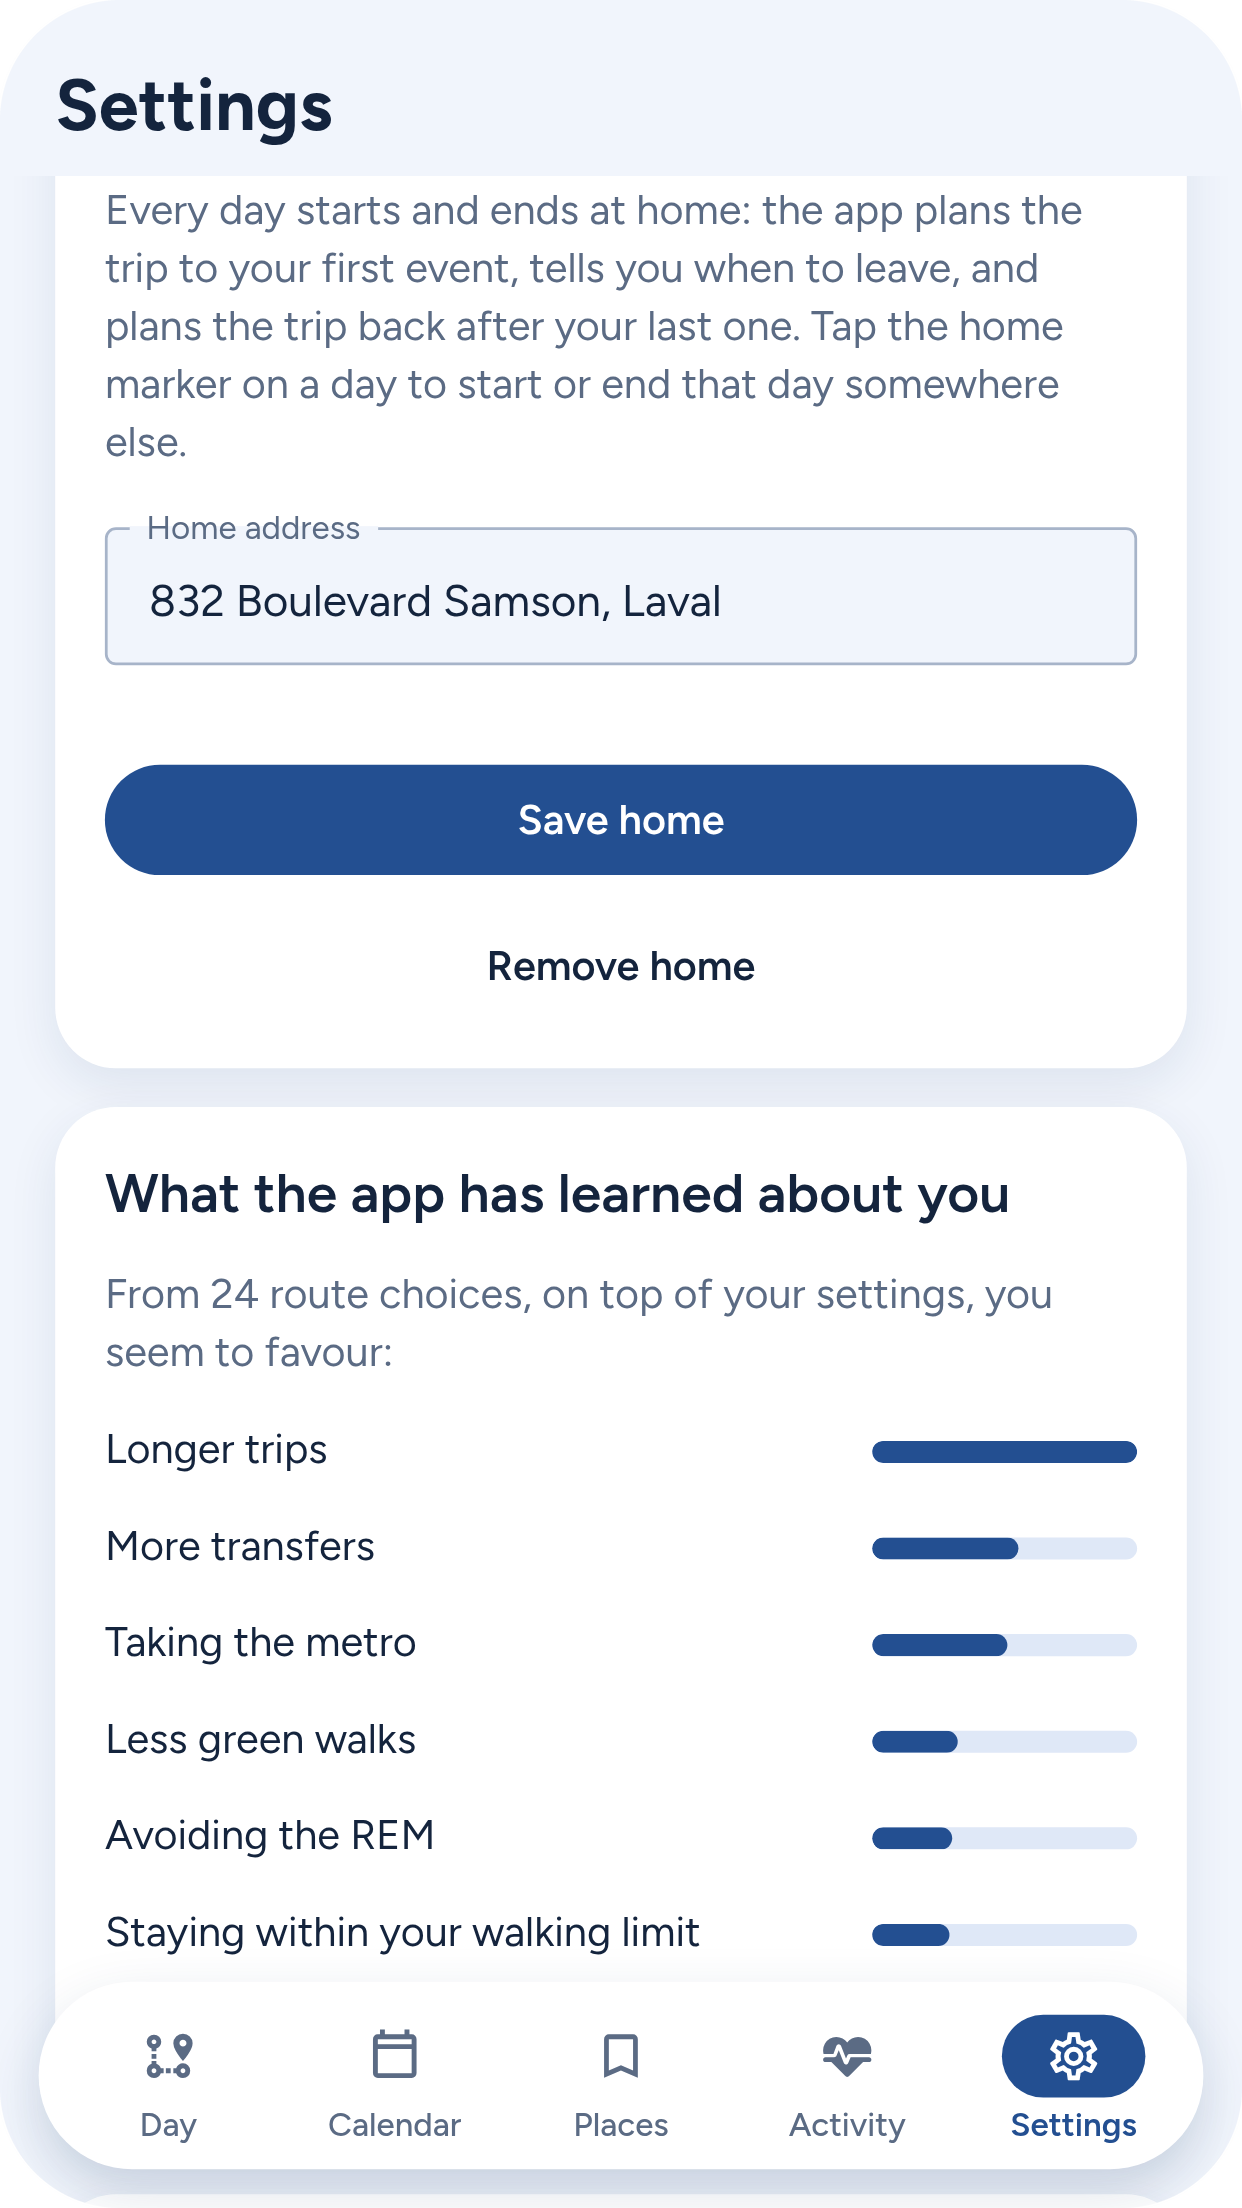 Settings
Every day starts and ends at home: the app plans the
trip to your first event, tells you when to leave, and
plans the trip back after your last one. Tap the home
marker on a day to start or end that day somewhere
else.
Home address
832 Boulevard Samson, Laval
Save home
Remove home
What the app has learned about you
From 24 route choices, on top of your settings, you
seem to favour:
Longer trips
More transfers
Taking the metro
Less green walks
Avoiding the REM
Staying within your walking limit
Day
Calendar
Places
Activity
Settings